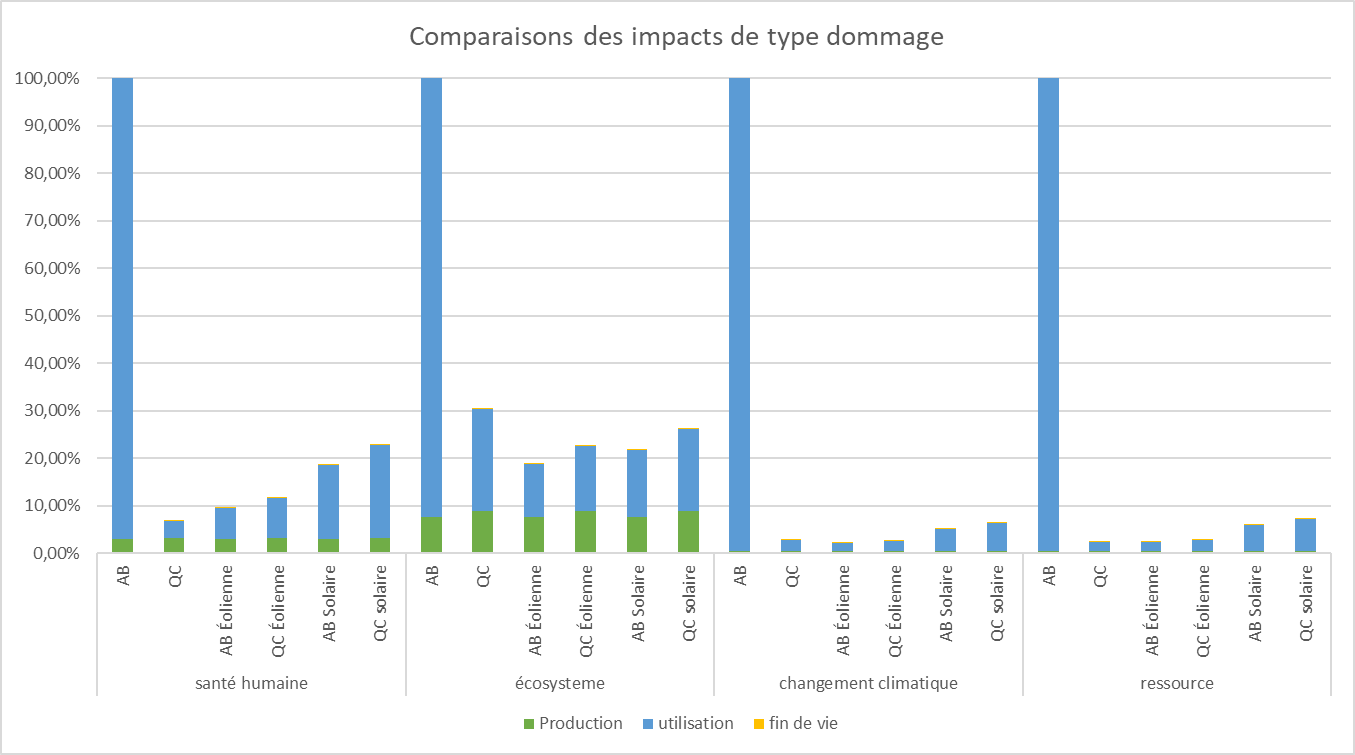 Comparaisons des impacts de type dommage
100,00%
90,00%
80,00%
70,00%
60,00%
50,00%
40,00%
30,00%
20,00%
10,00%
0,00%
AB
QC
AB Éolienne
QC Éolienne
AB Solaire
QC solaire
AB
QC
AB Éolienne
QC Éolienne
AB Solaire
QC solaire
AB
QC
AB Éolienne
QC Éolienne
AB Solaire
QC solaire
AB
QC
AB Éolienne
QC Éolienne
AB Solaire
QC solaire
santé humaine
écosysteme
changement climatique
ressource
Production
utilisation
fin de vie